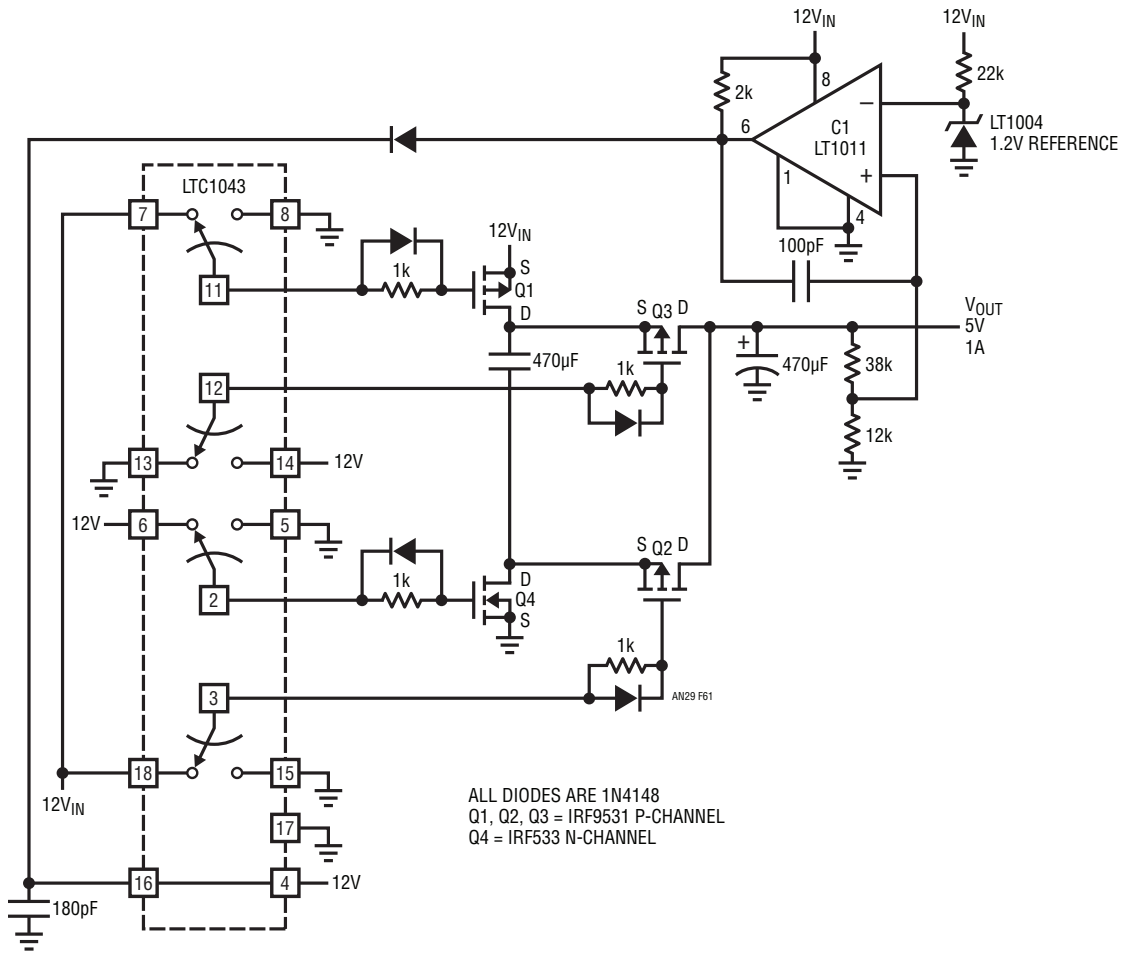 12VIN
12VIN
2k
8
22k
6
C1
LT1011
−
+
1
4
LT1004
1.2V REFERENCE
LTC1043
7
8
12VIN
100pF
1k
S
Q1
D
11
S Q3 D
VOUT
5V
1A
470µF
+
470µF
38k
1k
12
12k
13
14
12V
12V
6
5
S Q2 D
1k
D
Q4
S
2
1k
3
AN29 F61
18
15
12VIN
17
ALL DIODES ARE 1N4148
Q1, Q2, Q3 = IRF9531 P-CHANNEL
Q4 = IRF533 N-CHANNEL
16
4
12V
180pF